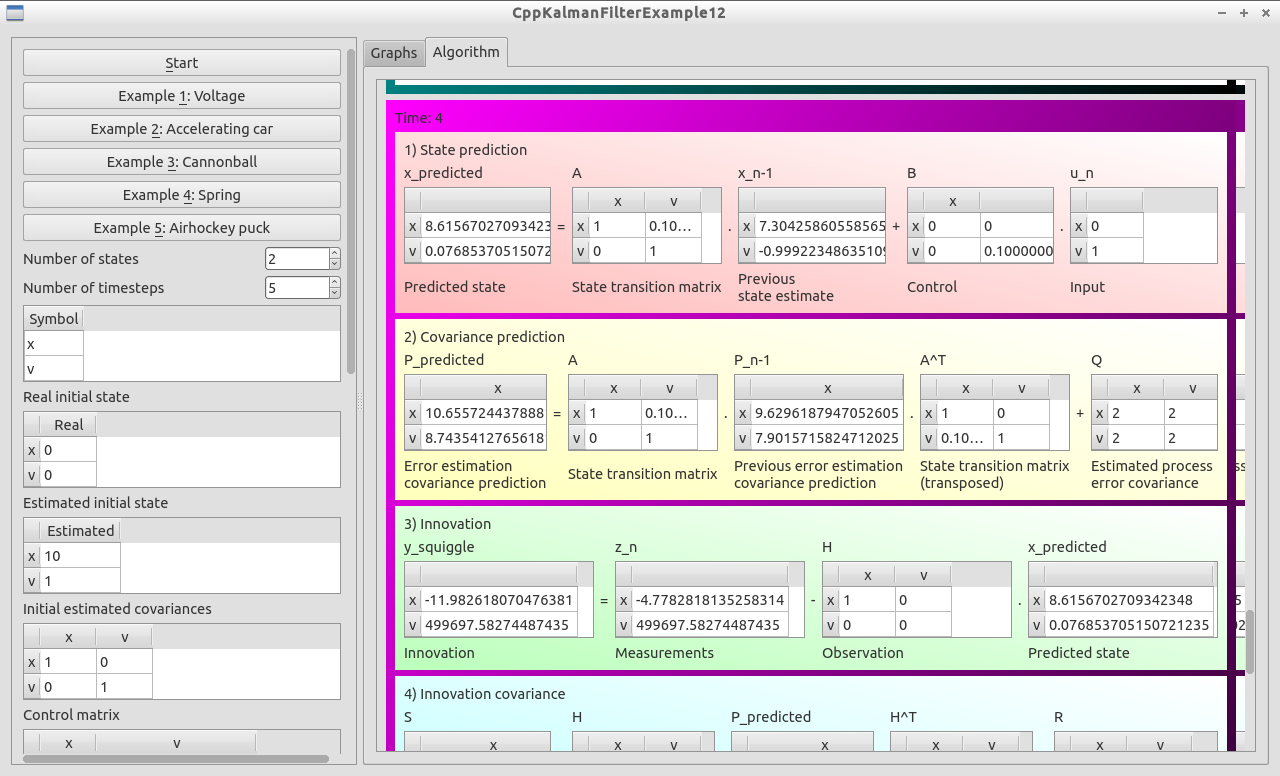 CppKalmanFilterExample12
Start
Example 1: Voltage
Example 2: Accelerating car
Example 3: Cannonball
Example 4: Spring
Example 5: Airhockey puck
Number of states 2
Number of timesteps 5
Symbol
x
v
Real initial state
Real
x 0
v 0
Estimated initial state
Estimated
x 10
v 1
Initial estimated covariances
x v
x 1 0
v 0 1
Control matrix
x v
Graphs Algorithm
Time: 4
1) State prediction
x_predicted A x_n-1 B u_n
x v x
x 8.61567027093423 = x 1 0.10... . x 7.30425860558565 + x 0 0 . x 0
v 0.07685370515072 v 0 1 v -0.9992234863510 v 0 0.1000000 v 1
Predicted state State transition matrix Previous Control Input
state estimate
2) Covariance prediction
P_predicted A P_n-1 A^T Q
x x v x x v x v
x 10.655724437888 = x 1 0.10... . x 9.6296187947052605 . x 1 0 + x 2 2
v 8.7435412765618 v 0 1 v 7.9015715824712025 v 0.10... 1 v 2 2
Error estimation State transition matrix Previous error estimation State transition matrix Estimated process
covariance prediction covariance prediction (transposed) error covariance
3) Innovation
y_squiggle z_n H x_predicted
x v
x -11.982618070476381 = x -4.7782818135258314 - x 1 0 . x 8.6156702709342348
v 499697.58274487435 v 499697.58274487435 v 0 0 v 0.076853705150721235
Innovation Measurements Observation Predicted state
4) Innovation covariance
S H P_predicted H^T R
x x v x x v x v